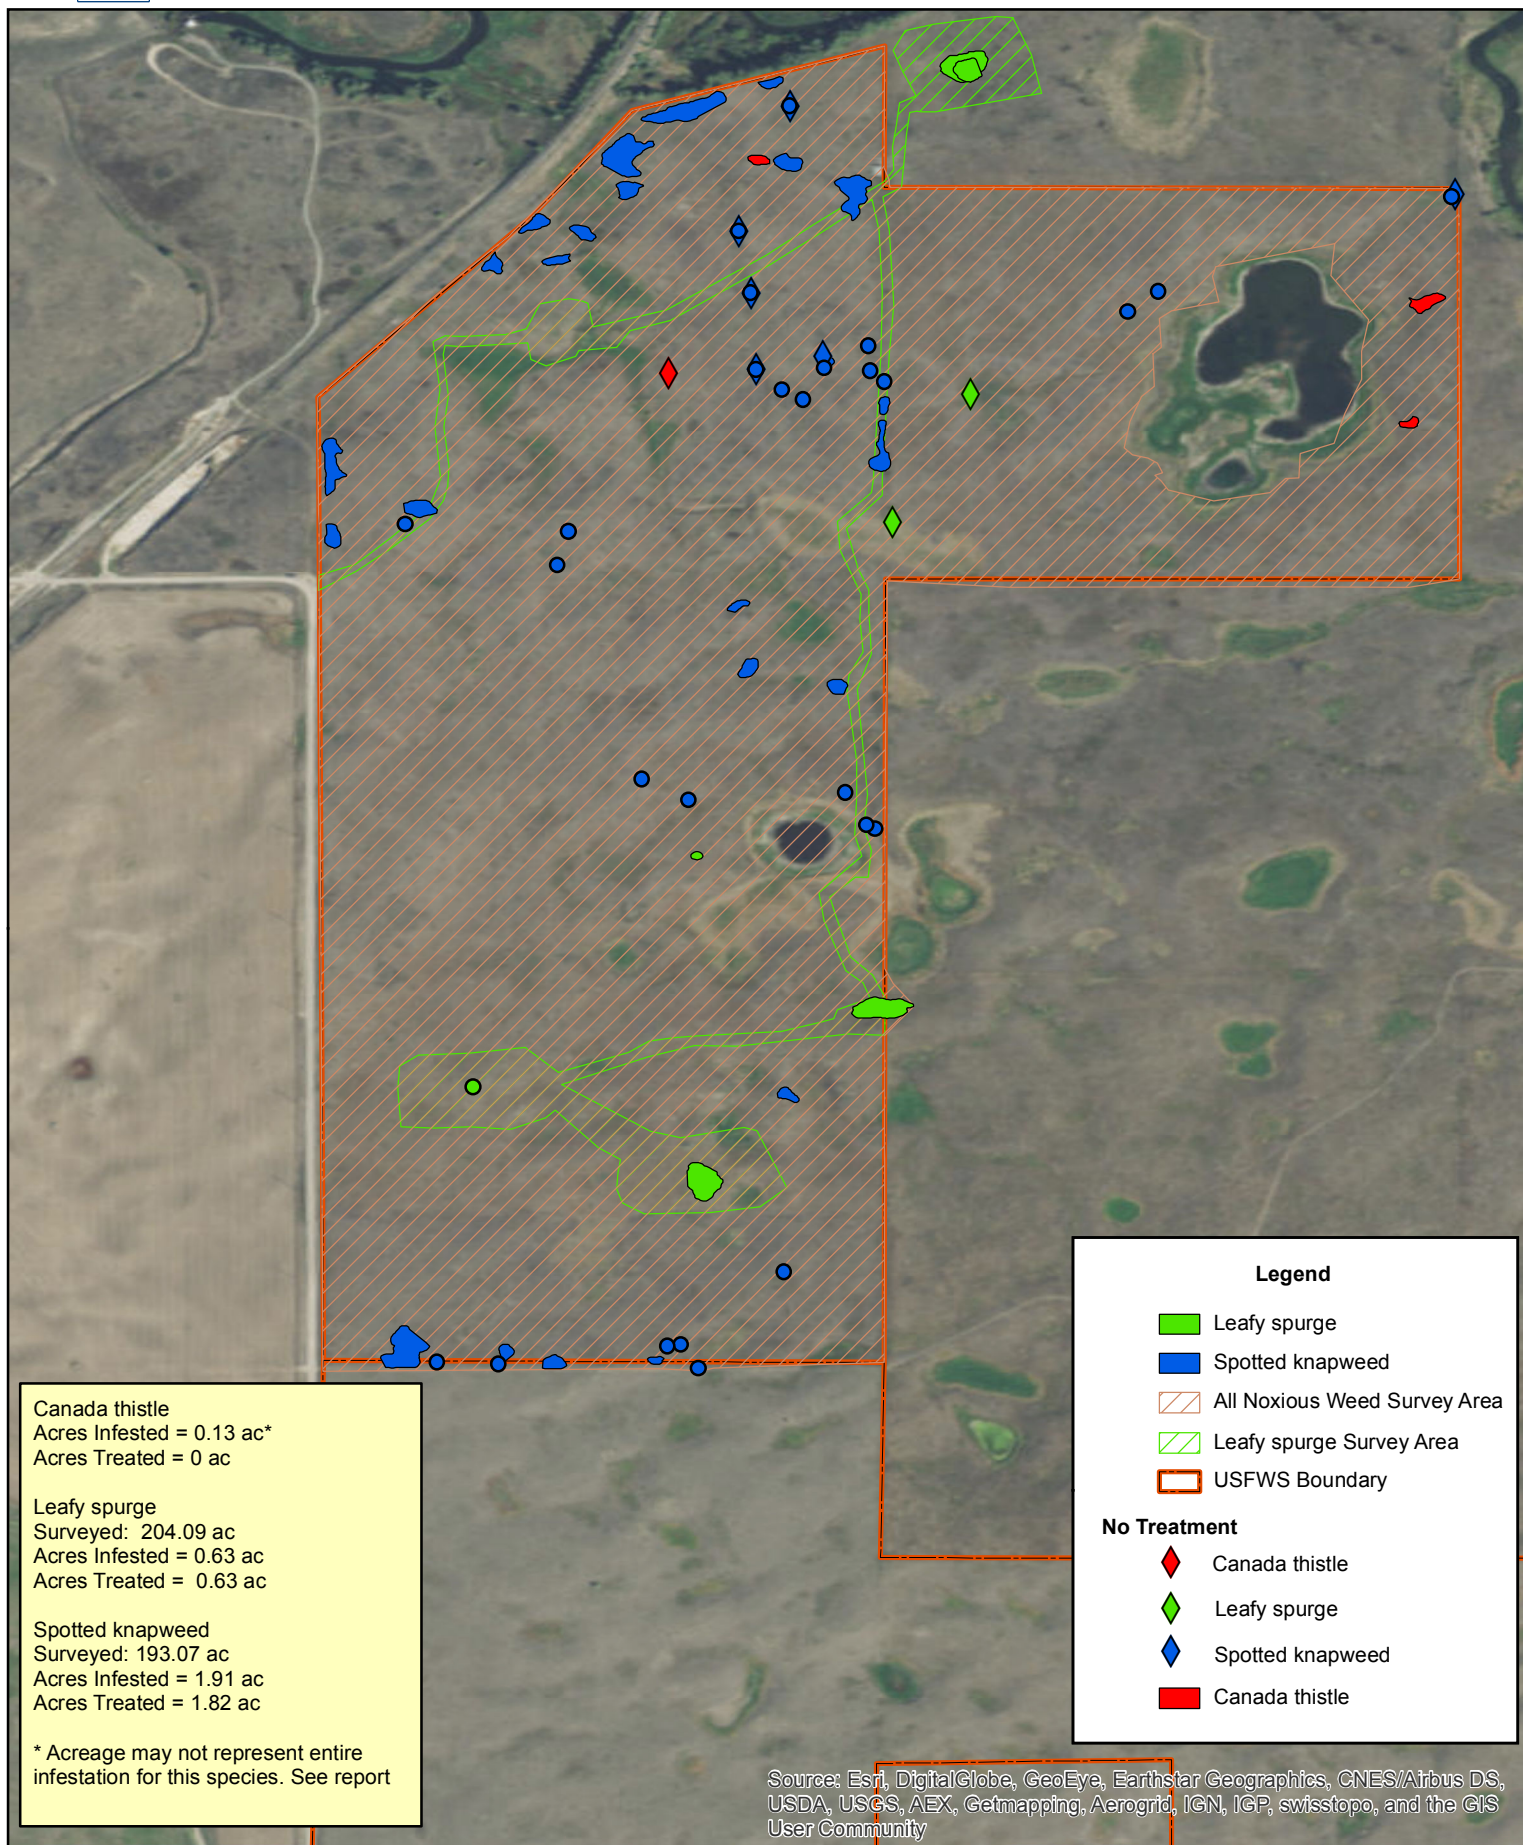 Legend
Leafy spurge
Spotted knapweed
All Noxious Weed Survey Area
Leafy spurge Survey Area
USFWS Boundary
No Treatment
Canada thistle
Leafy spurge
Spotted knapweed
Canada thistle
Canada thistle
Acres Infested = 0.13 ac*
Acres Treated = 0 ac
Leafy spurge
Surveyed: 204.09 ac
Acres Infested = 0.63 ac
Acres Treated = 0.63 ac
Spotted knapweed
Surveyed: 193.07 ac
Acres Infested = 1.91 ac
Acres Treated = 1.82 ac
* Acreage may not represent entire
infestation for this species. See report
Source: Esri, DigitalGlobe, GeoEye, Earthstar Geographics, CNES/Airbus DS,
USDA, USGS, AEX, Getmapping, Aerogrid, IGN, IGP, swisstopo, and the GIS
User Community